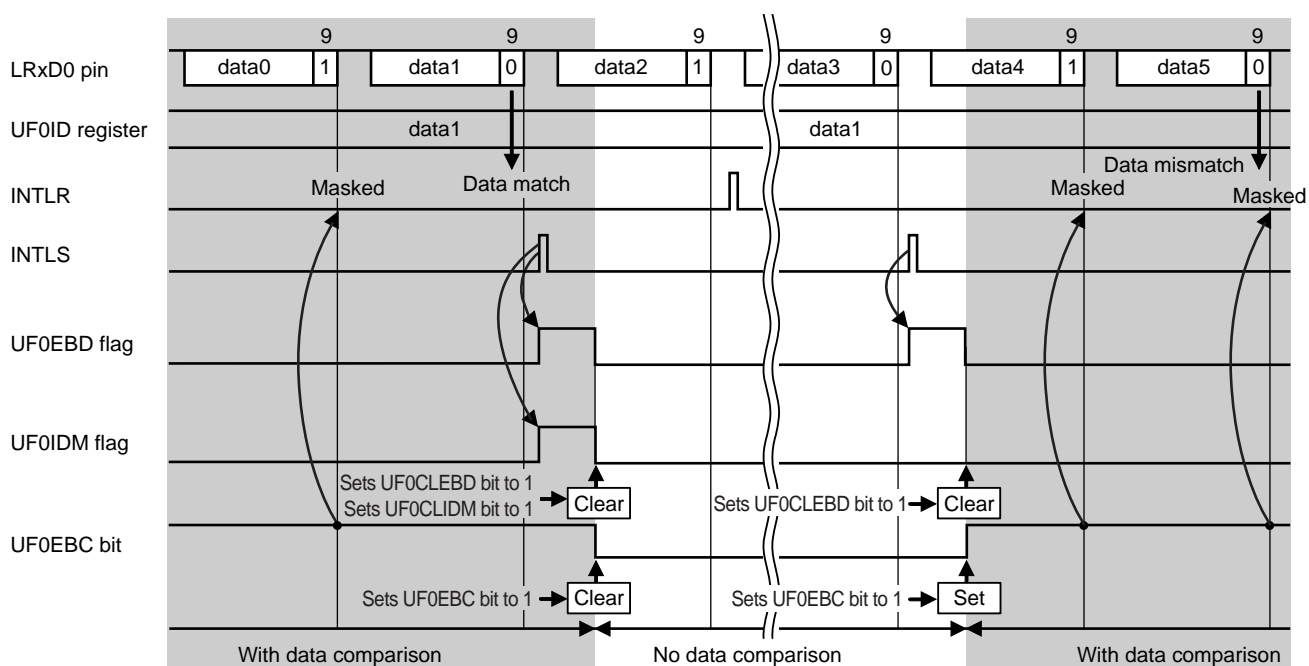 9 9 9 9 9 9
LRxD0 pin data0 1 data1 0 data2 1 data3 0 data4 1 data5 0
UF0ID register data1 data1
Data match Data mismatch
INTLR Masked Masked Masked
INTLS
UF0EBD flag
UF0IDM flag
Sets UF0CLEBD bit to 1
Sets UF0CLIDM bit to 1 Clear Sets UF0CLEBD bit to 1 Clear
UF0EBC bit
Sets UF0EBC bit to 1 Clear Sets UF0EBC bit to 1 Set
With data comparison No data comparison With data comparison